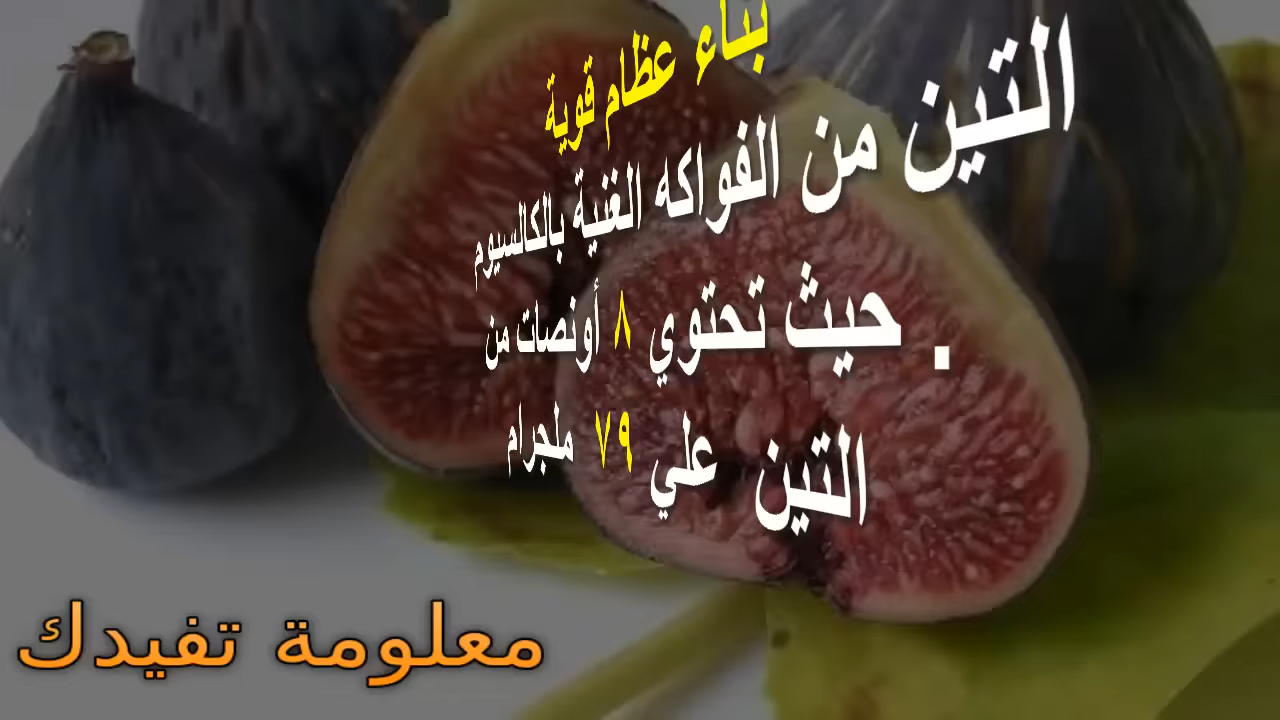 بناء عظام قوية
التين من الفواكه الغنية بالكالسيوم
. حيث تحتوي ٨ أونصات من
التين علي ٧٩ ملجرام
معلومة تفيدك